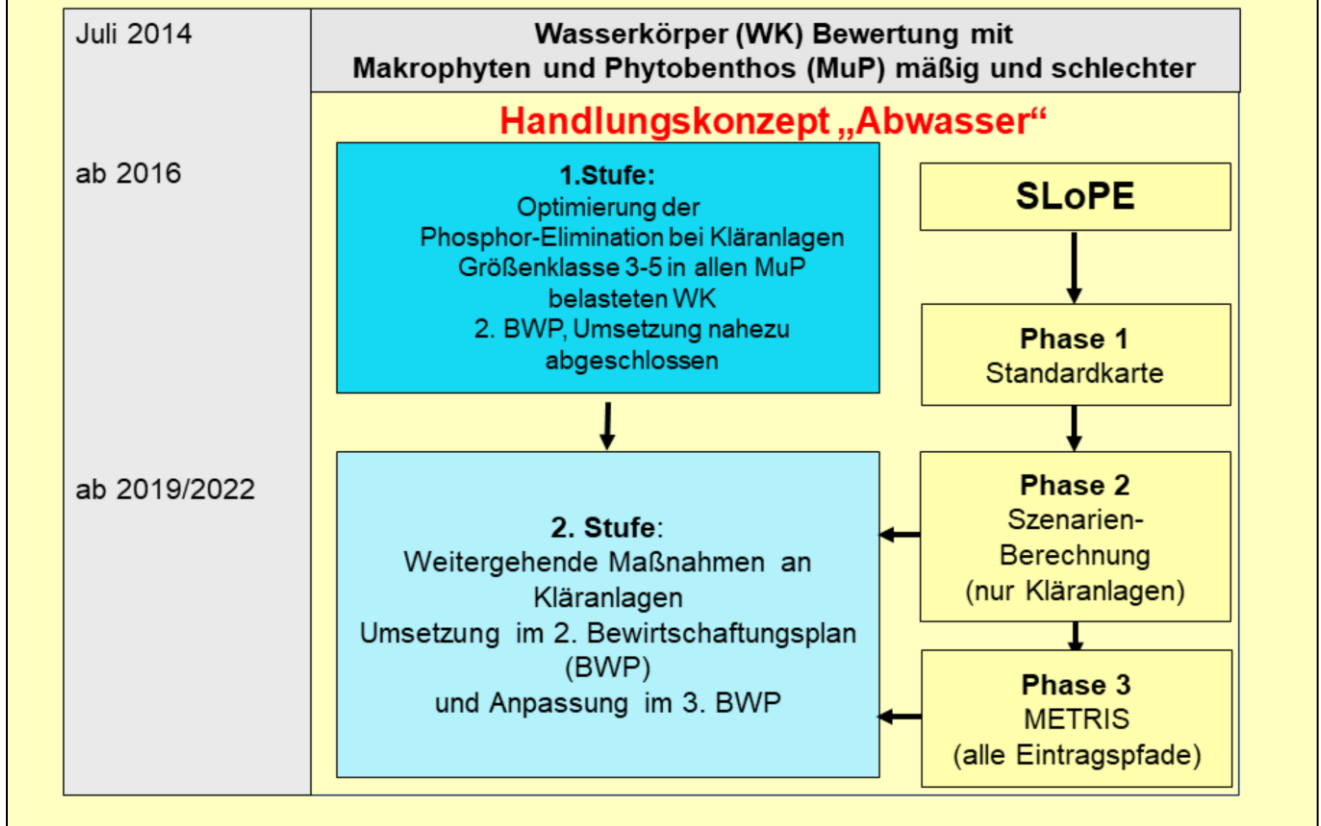 Juli 2014
Wasserkörper (WK) Bewertung mit
Makrophyten und Phytobenthos (MuP) mäßig und schlechter
Handlungskonzept „Abwasser“
ab 2016
1.Stufe:
Optimierung der
Phosphor-Elimination bei Kläranlagen
Größenklasse 3-5 in allen MuP
belasteten WK
2. BWP, Umsetzung nahezu
abgeschlossen
SLoPE
Phase 1
Standardkarte
ab 2019/2022
2. Stufe:
Weitergehende Maßnahmen an
Kläranlagen
Umsetzung im 2. Bewirtschaftungsplan
(BWP)
und Anpassung im 3. BWP
Phase 2
Szenarien-
Berechnung
(nur Kläranlagen)
Phase 3
METRIS
(alle Eintragspfade)